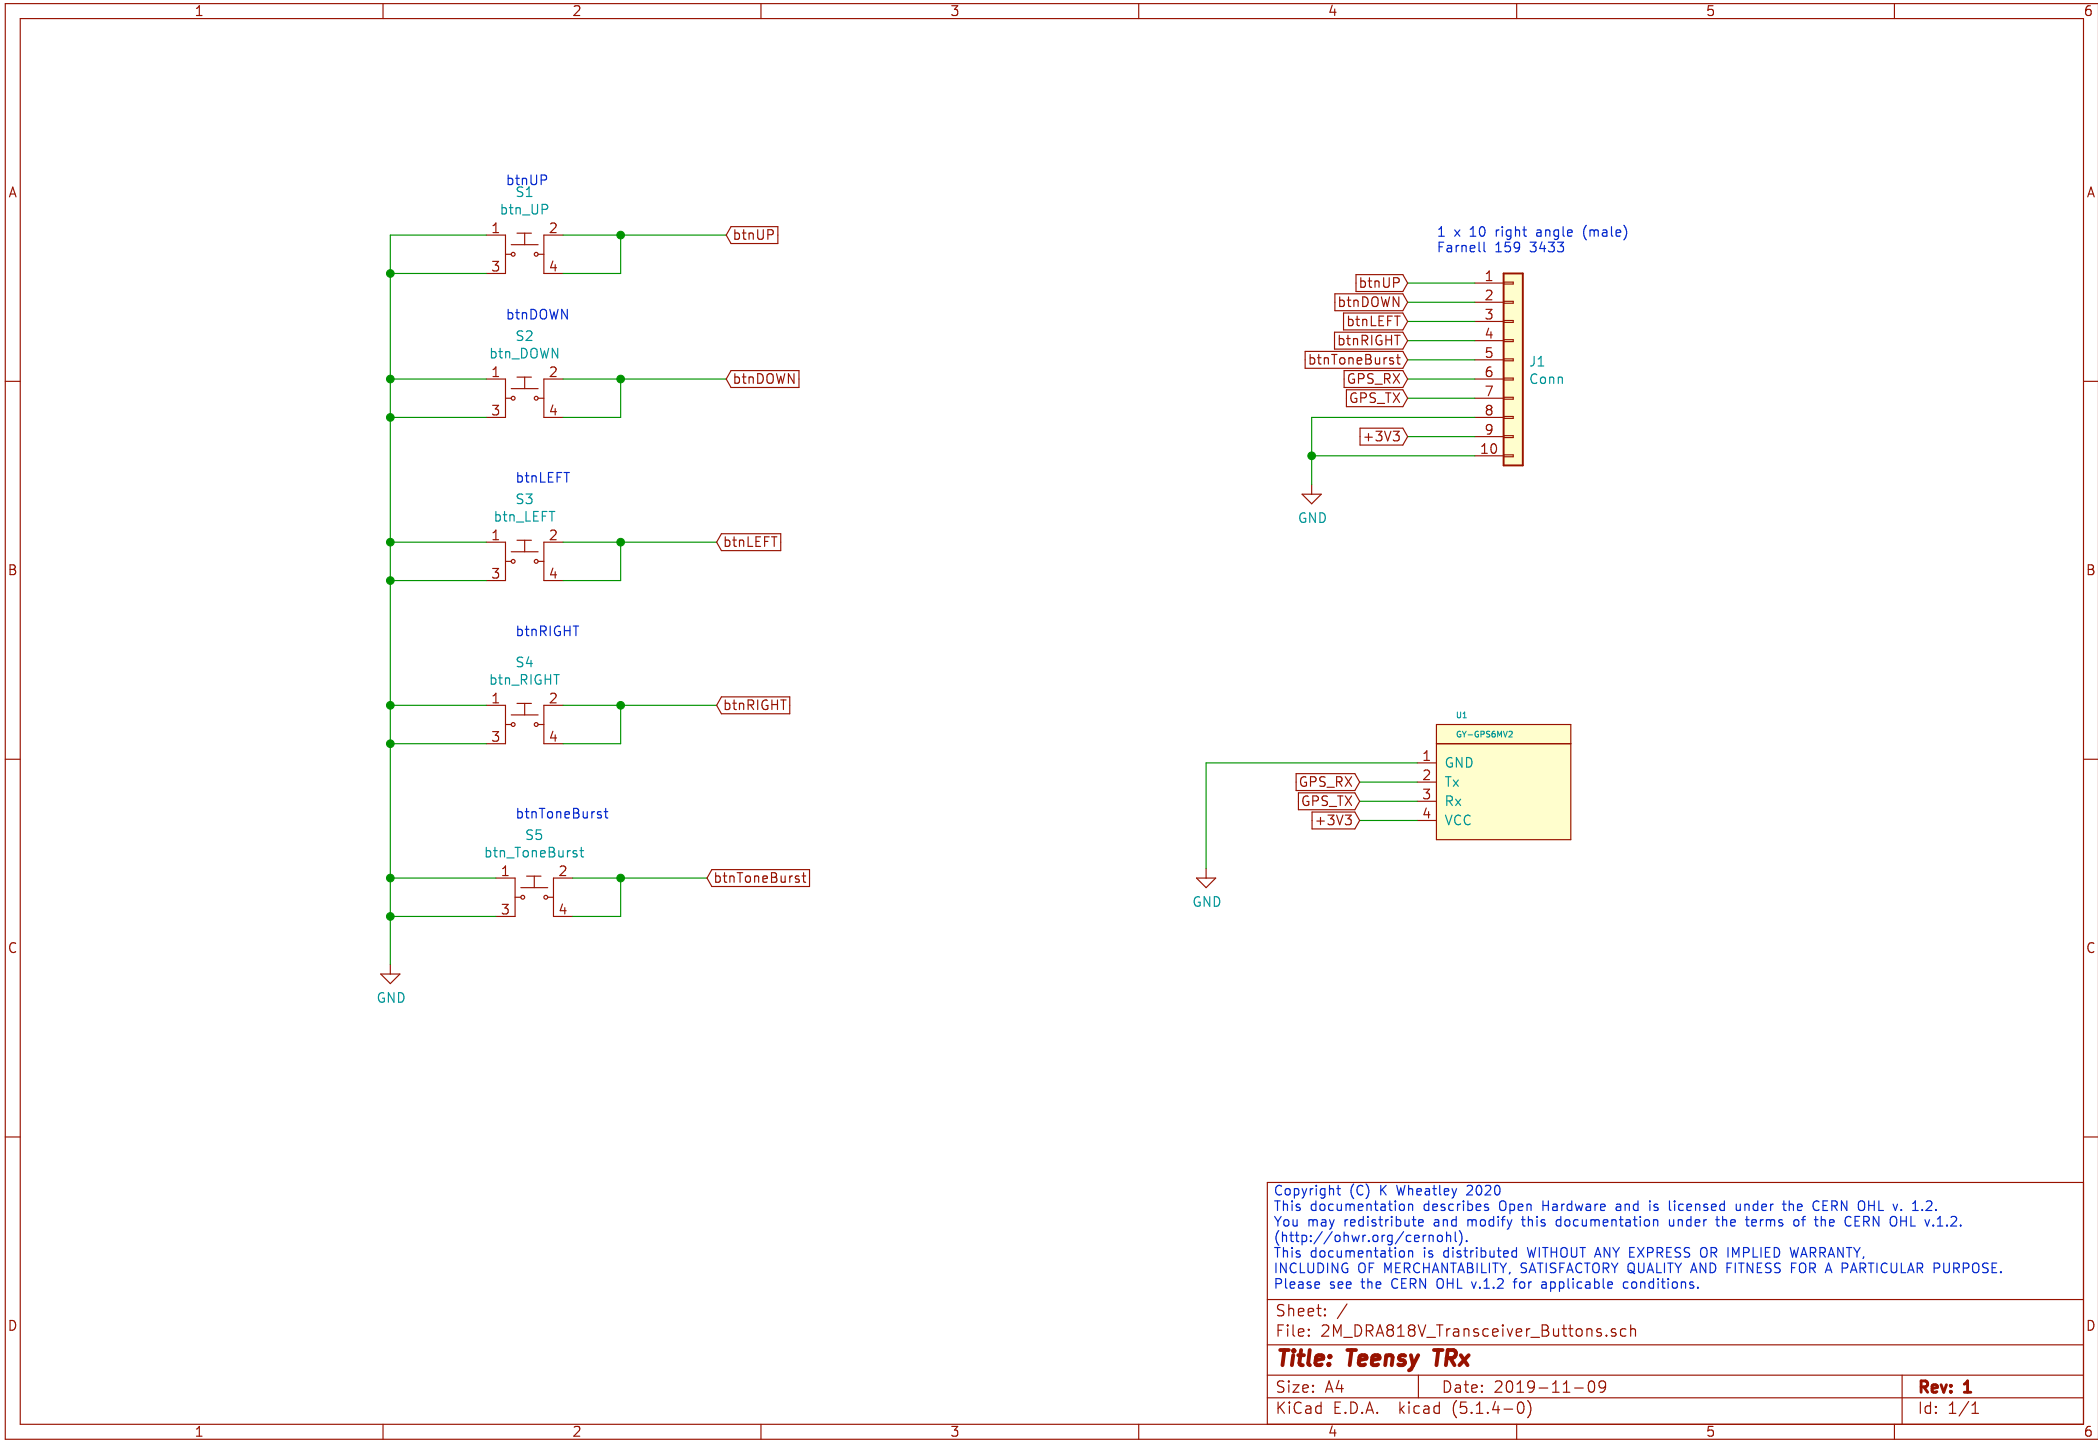 1 2 3 4 5 6
A
B
C
D
btnUP
S1
btn_UP
1 2
3 4
btnUP
btnDOWN
S2
btn_DOWN
1 2
3 4
btnDOWN
btnLEFT
S3
btn_LEFT
1 2
3 4
btnLEFT
btnRIGHT
S4
btn_RIGHT
1 2
3 4
btnRIGHT
btnToneBurst
S5
btn_ToneBurst
1 2
3 4
btnToneBurst
GND
1 x 10 right angle (male)
Farnell 159 3433
btnUP 1
btnDOWN 2
btnLEFT 3
btnRIGHT 4
btnToneBurst 5
GPS_RX 6
GPS_TX 7
8
+3V3 9
10
J1
Conn
GND
U1
GY-GPS6MV2
1 GND
GPS_RX 2 Tx
GPS_TX 3 Rx
+3V3 4 VCC
GND
A
B
C
D
Copyright (C) K Wheatley 2020
This documentation describes Open Hardware and is licensed under the CERN OHL v. 1.2.
You may redistribute and modify this documentation under the terms of the CERN OHL v.1.2.
(http://ohwr.org/cernohl).
This documentation is distributed WITHOUT ANY EXPRESS OR IMPLIED WARRANTY,
INCLUDING OF MERCHANTABILITY, SATISFACTORY QUALITY AND FITNESS FOR A PARTICULAR PURPOSE.
Please see the CERN OHL v.1.2 for applicable conditions.
Sheet: /
File: 2M_DRA818V_Transceiver_Buttons.sch
Title: Teensy TRx
Size: A4 Date: 2019-11-09 Rev: 1
KiCad E.D.A. kicad (5.1.4-0) Id: 1/1
1 2 3 4 5 6